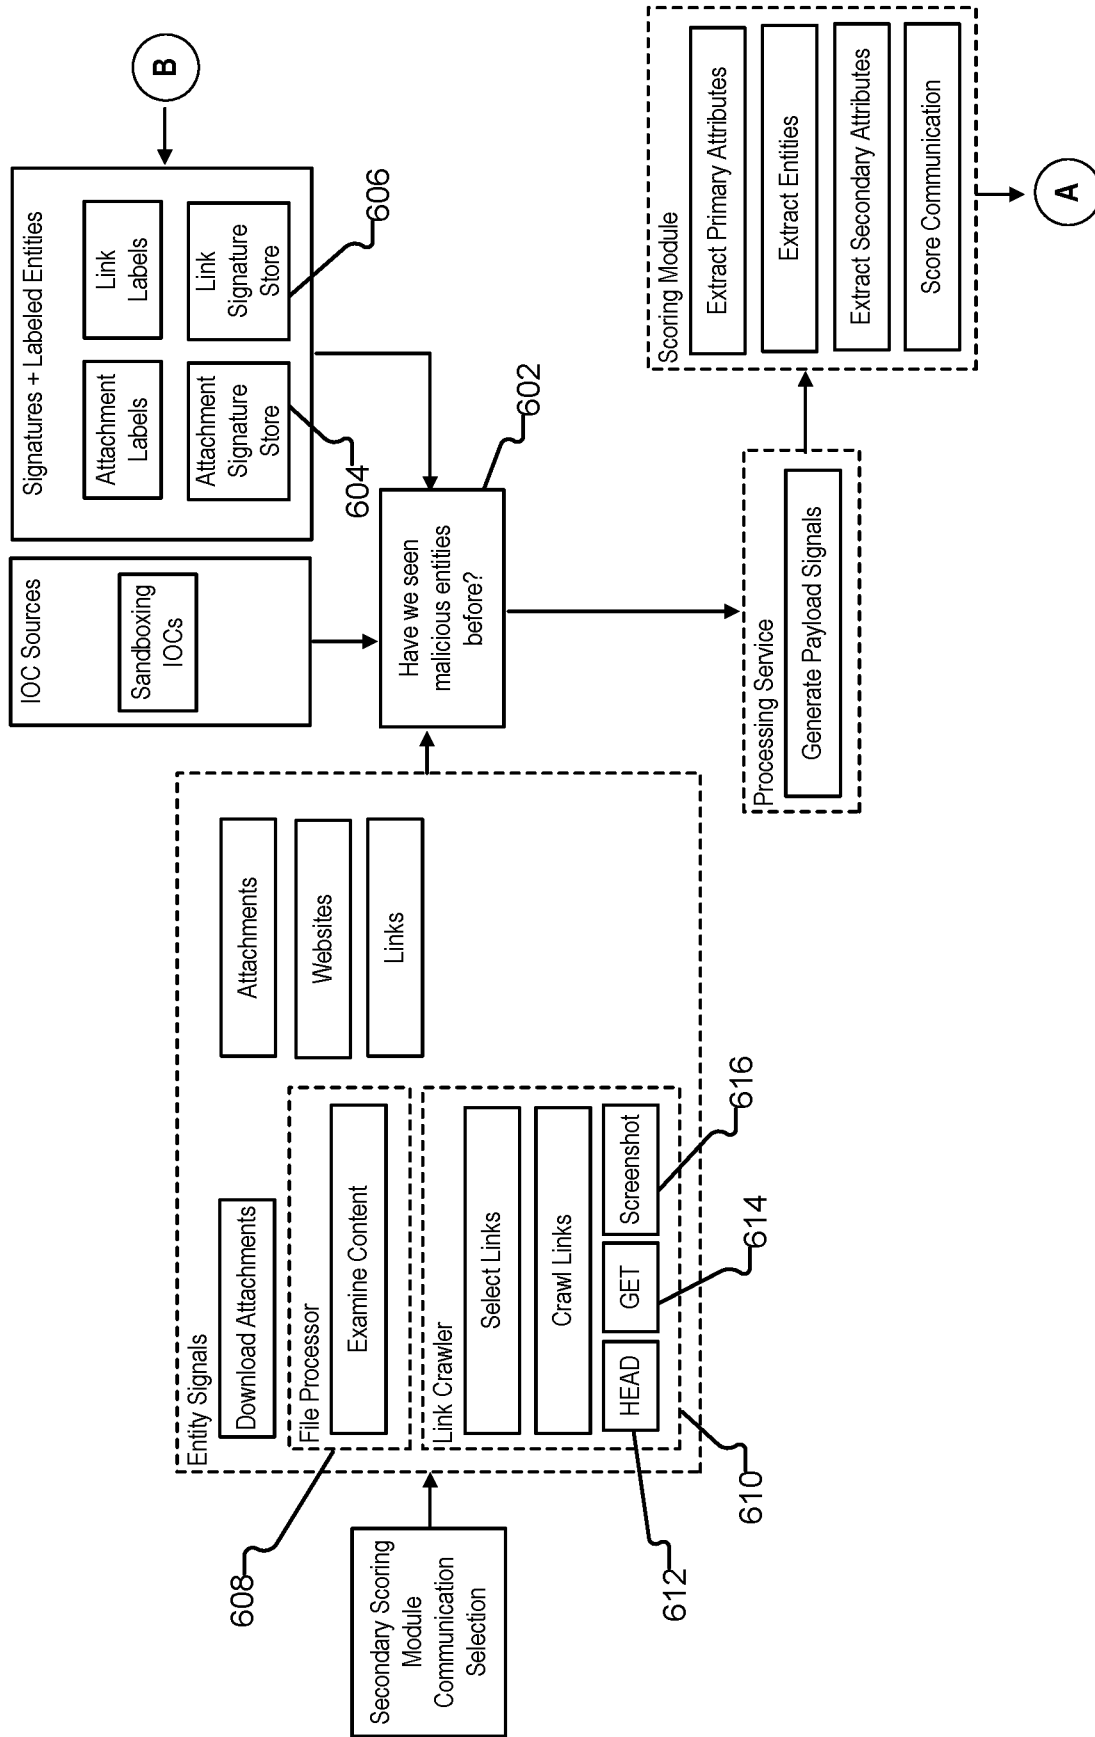 Secondary Scoring
Module
Communication
Selection
Entity Signals
Download Attachments
608
File Processor
Examine Content
Link Crawler
Select Links
Crawl Links
HEAD
GET
Screenshot
612
610
614
616
Attachments
Websites
Links
IOC Sources
Sandboxing
IOCs
Signatures + Labeled Entities
Attachment
Labels
Link
Labels
Attachment
Signature
Store
Link
Signature
Store
604
606
B
Have we seen
malicious entities
before?
602
Processing Service
Generate Payload Signals
Scoring Module
Extract Primary Attributes
Extract Entities
Extract Secondary Attributes
Score Communication
A